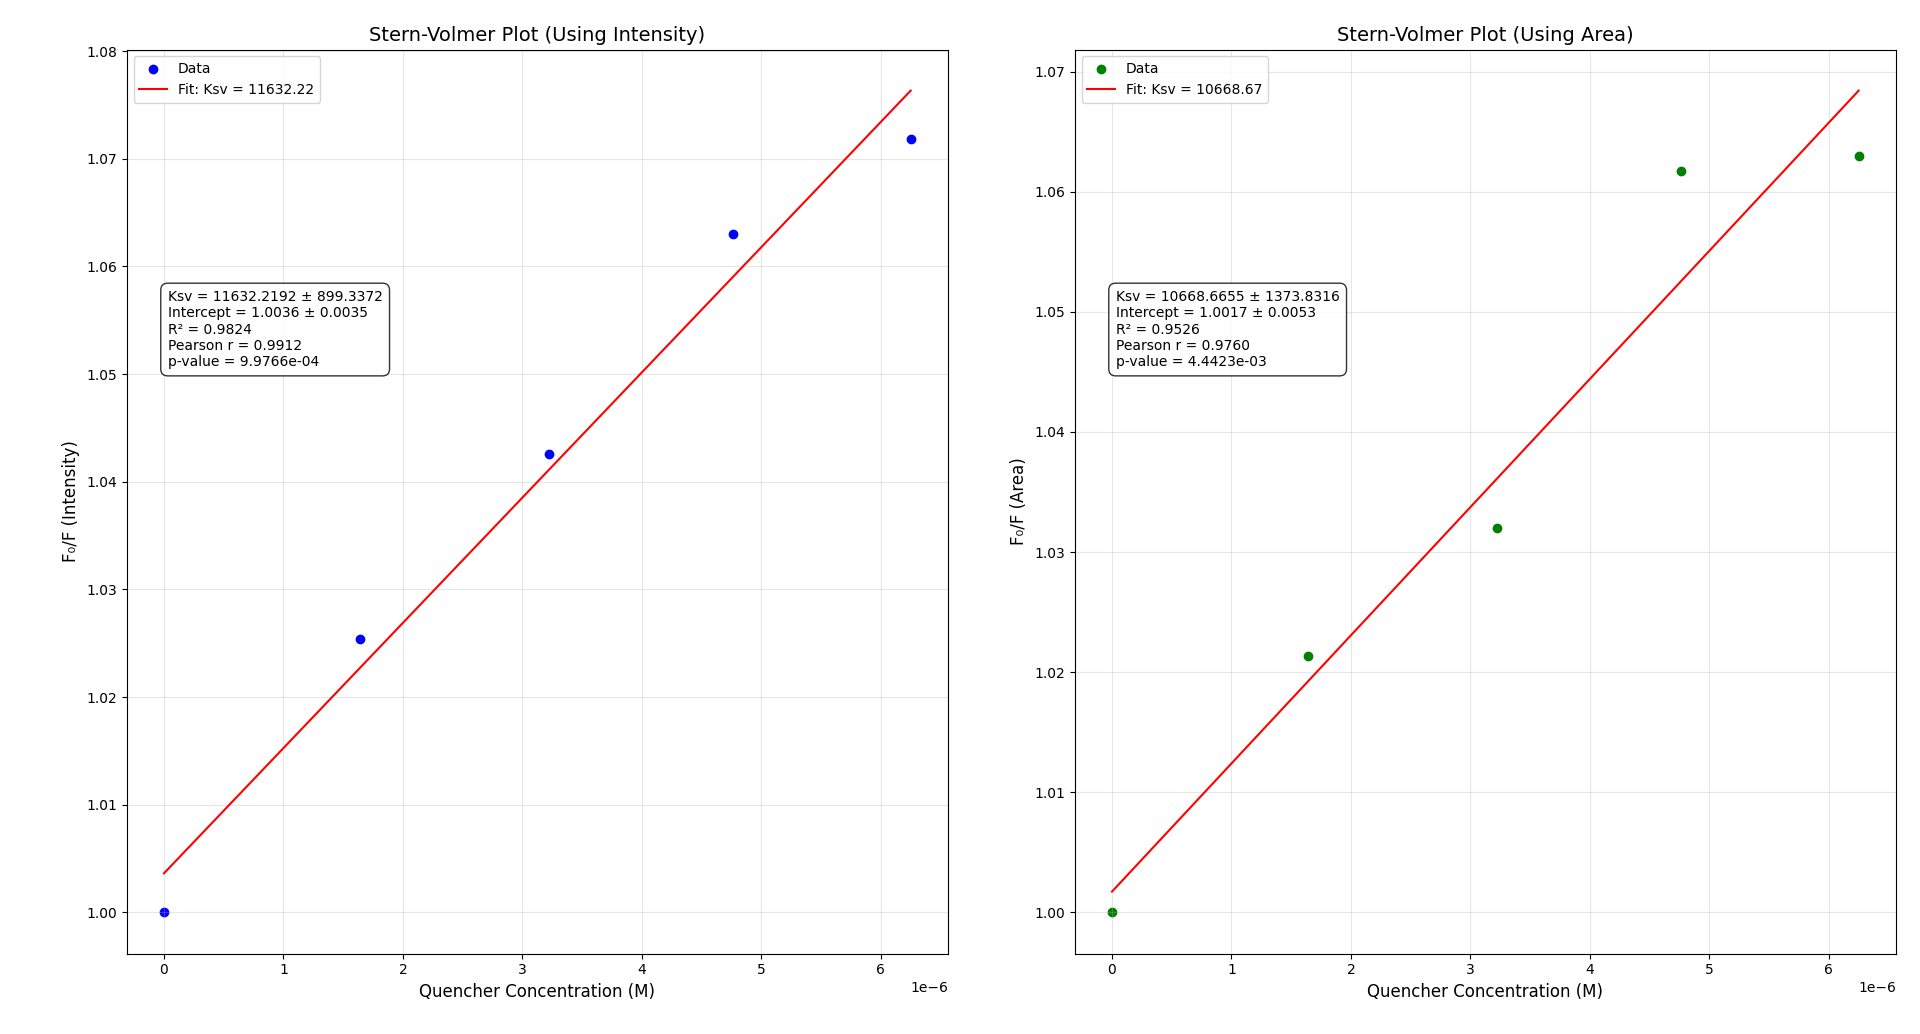 Stern-Volmer Plot (Using Intensity)
Data
Fit: Ksv = 11632.22
Ksv = 11632.2192 ± 899.3372
Intercept = 1.0036 ± 0.0035
R² = 0.9824
Pearson r = 0.9912
p-value = 9.9766e-04
F₀/F (Intensity)
1.08
1.07
1.06
1.05
1.04
1.03
1.02
1.01
1.00
0 1 2 3 4 5 6
1e−6
Quencher Concentration (M)
Stern-Volmer Plot (Using Area)
Data
Fit: Ksv = 10668.67
Ksv = 10668.6655 ± 1373.8316
Intercept = 1.0017 ± 0.0053
R² = 0.9526
Pearson r = 0.9760
p-value = 4.4423e-03
F₀/F (Area)
1.07
1.06
1.05
1.04
1.03
1.02
1.01
1.00
0 1 2 3 4 5 6
1e−6
Quencher Concentration (M)